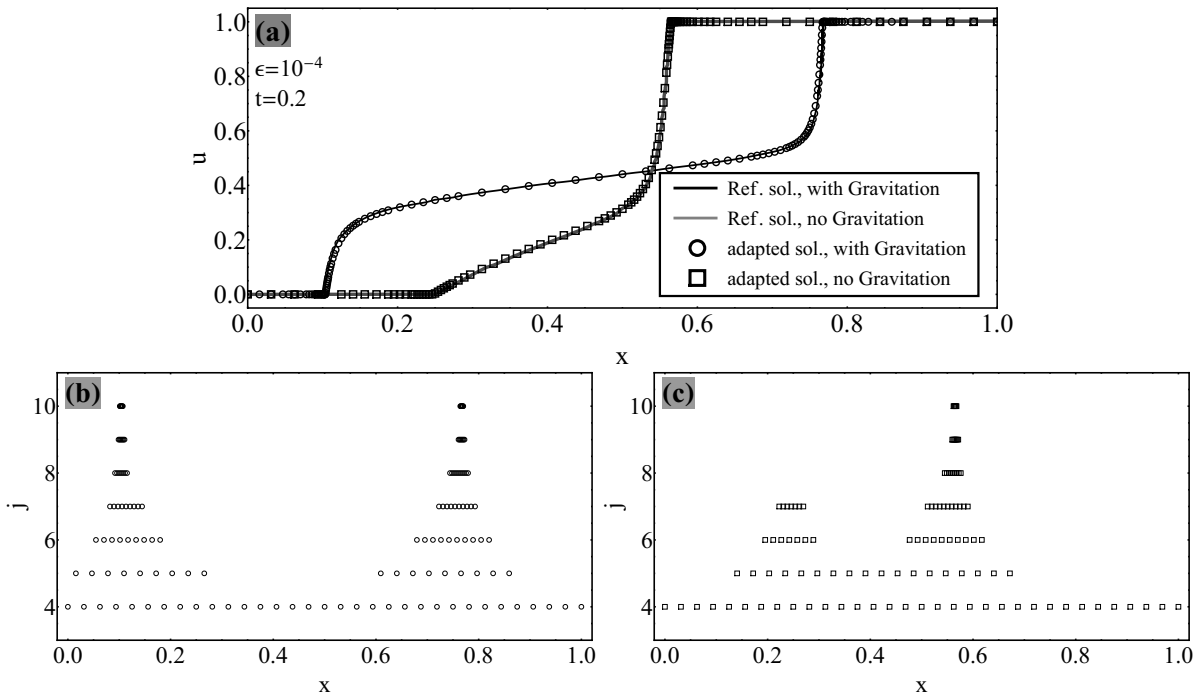 (a)
ϵ=10⁻⁴
t=0.2
u
1.0
0.8
0.6
0.4
0.2
0.0
Ref. sol., with Gravitation
Ref. sol., no Gravitation
adapted sol., with Gravitation
adapted sol., no Gravitation
0.0 0.2 0.4 0.6 0.8 1.0
x
(b)
j
10
8
6
4
0.0 0.2 0.4 0.6 0.8 1.0
x
(c)
j
10
8
6
4
0.0 0.2 0.4 0.6 0.8 1.0
x